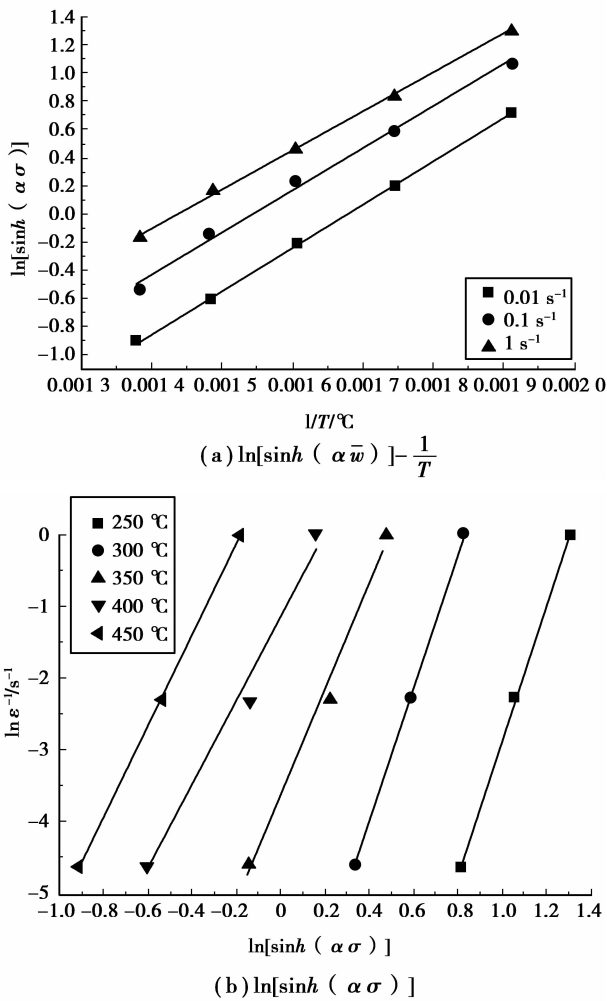 1.4
1.2
1.0
0.8
0.6
0.4
0.2
0.0
−0.2
−0.4
−0.6
−0.8
−1.0
ln[sinh ( α σ )]
0.01 s⁻¹
0.1 s⁻¹
1 s⁻¹
0.001 3 0.001 4 0.001 5 0.001 6 0.001 7 0.001 8 0.001 9 0.002 0
1/T/℃
(a) ln[sinh ( α w̅ ) ]− 1/T
250 ℃
300 ℃
350 ℃
400 ℃
450 ℃
0
−1
−2
−3
−4
−5
ln ε⁻¹/s⁻¹
−1.0 −0.8 −0.6 −0.4 −0.2 0 0.2 0.4 0.6 0.8 1.0 1.2 1.4
ln[sinh ( α σ ) ]
(b) ln[sinh ( α σ ) ]